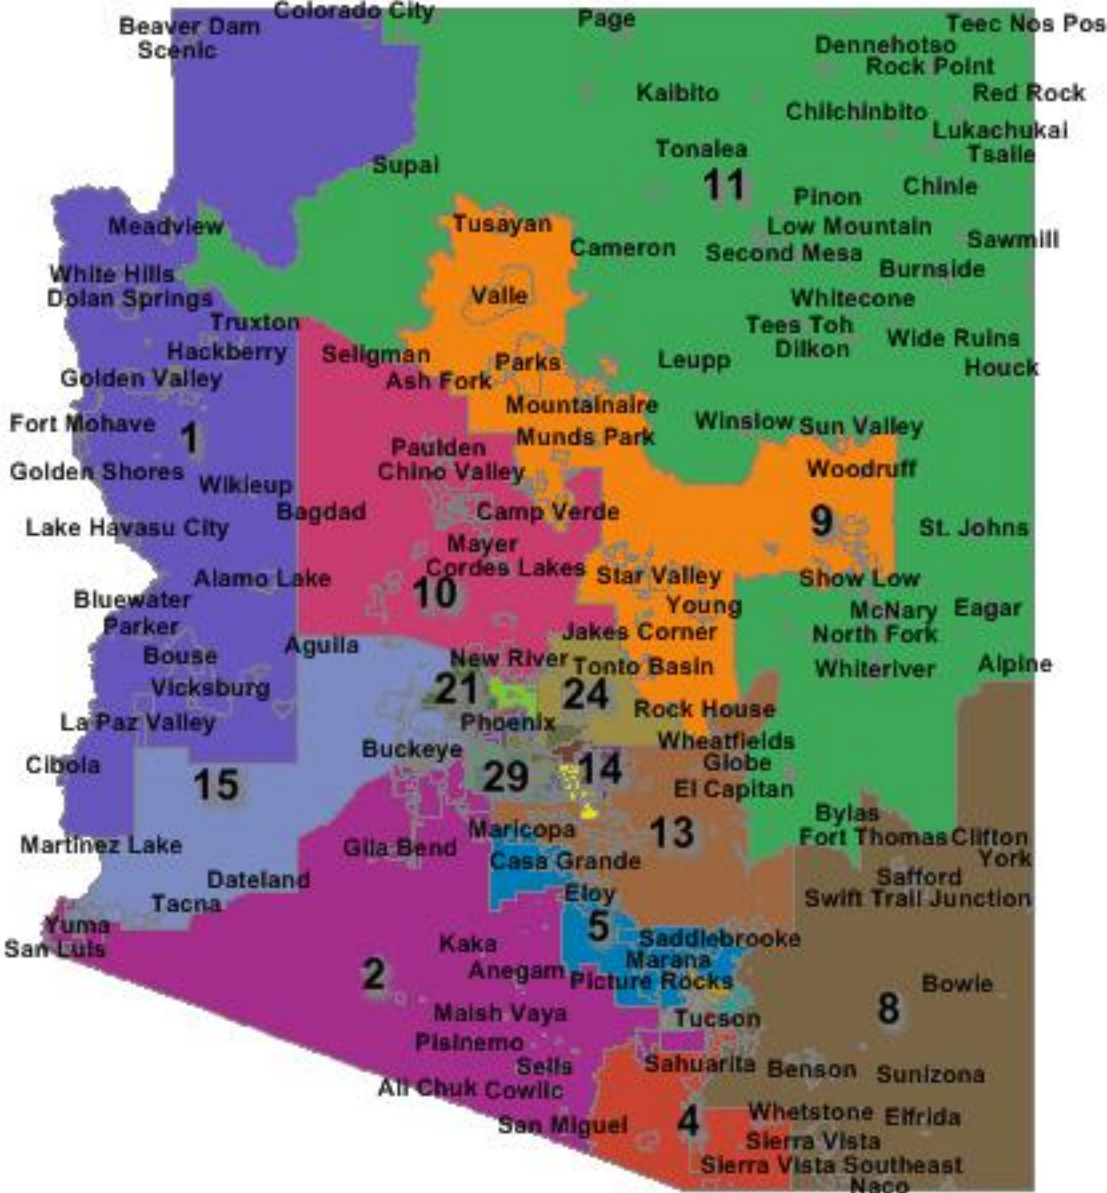 Colorado City
Page
Teec Nos Pos
Beaver Dam
Scenic
Dennehotso
Rock Point
Kaibito
Red Rock
Chilchinbito
Lukachukai
Tonalea
Tsaile
Supai
11
Chinle
Pinon
Meadview
Tusayan
Low Mountain
Cameron
Second Mesa
Sawmill
White Hills
Burnside
Dolan Springs
Valle
Whitecone
Truxton
Tees Toh
Wide Ruins
Hackberry
Seligman
Parks
Leupp
Dilkon
Houck
Golden Valley
Ash Fork
Mountainaire
Fort Mohave
1
Winslow
Sun Valley
Munds Park
Paulden
Golden Shores
Chino Valley
Woodruff
Wikieup
Bagdad
Camp Verde
9
Lake Havasu City
St. Johns
Mayer
Cordes Lakes
Alamo Lake
10
Star Valley
Show Low
Bluewater
Young
McNary
Eagar
Parker
Jakes Corner
North Fork
Aguila
Bouse
New River
Tonto Basin
Whiteriver
Alpine
Vicksburg
21
24
La Paz Valley
Phoenix
Rock House
Buckeye
Wheatfields
Cibola
Globe
15
29
14
El Capitan
Bylas
Maricopa
13
Fort Thomas
Clifton
Martinez Lake
Gila Bend
Casa Grande
York
Dateland
Safford
Eloy
Swift Trail Junction
Tacna
Yuma
5
San Luis
Kaka
Saddlebrooke
2
Anegam
Marana
Picture Rocks
Bowie
Maish Vaya
Tucson
8
Pisinemo
Sells
Sahuarita
Benson
Sunizona
Ali Chuk
Cowlic
San Miguel
4
Whetstone
Elfrida
Sierra Vista
Sierra Vista Southeast
Naco